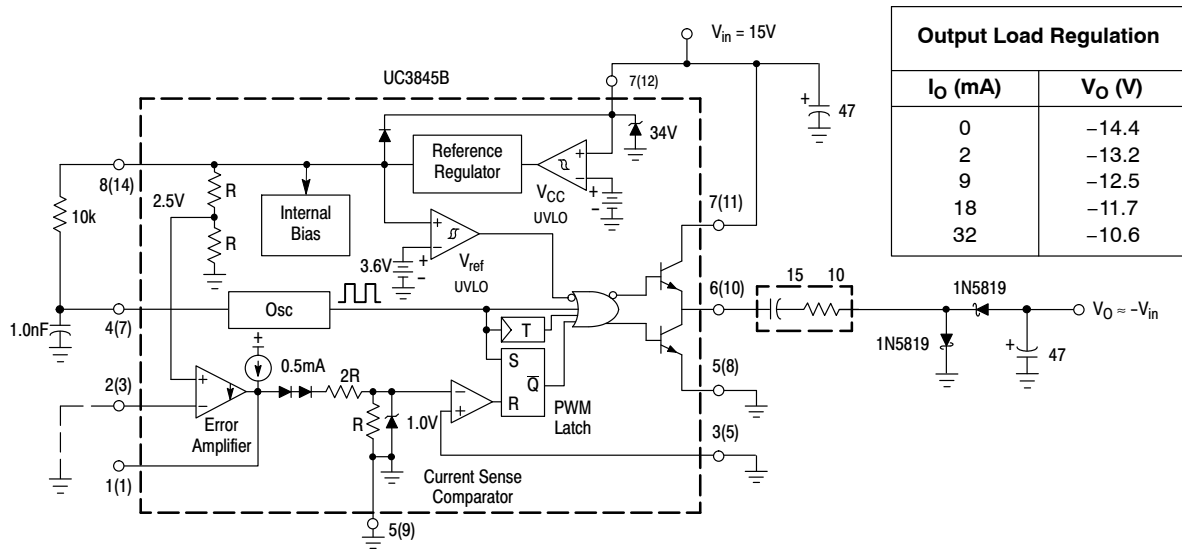 V_in = 15V
Output Load Regulation
I_O (mA) V_O (V)
0 −14.4
2 −13.2
9 −12.5
18 −11.7
32 −10.6
UC3845B
7(12)
+ 47
34V
8(14)
Reference
Regulator
+
−
+
−
V_CC
UVLO
R
2.5V
Internal
Bias
10k
R
+
−
V_ref
UVLO
3.6V
+
−
7(11)
15 10
6(10)
1N5819
V_O ≈ −V_in
Osc
4(7)
1.0nF
T
1N5819
+ 47
+
0.5mA
S
Q̅
R
PWM
Latch
5(8)
2(3)
+
−
Error
Amplifier
2R
R
1.0V
−
+
3(5)
1(1)
Current Sense
Comparator
5(9)